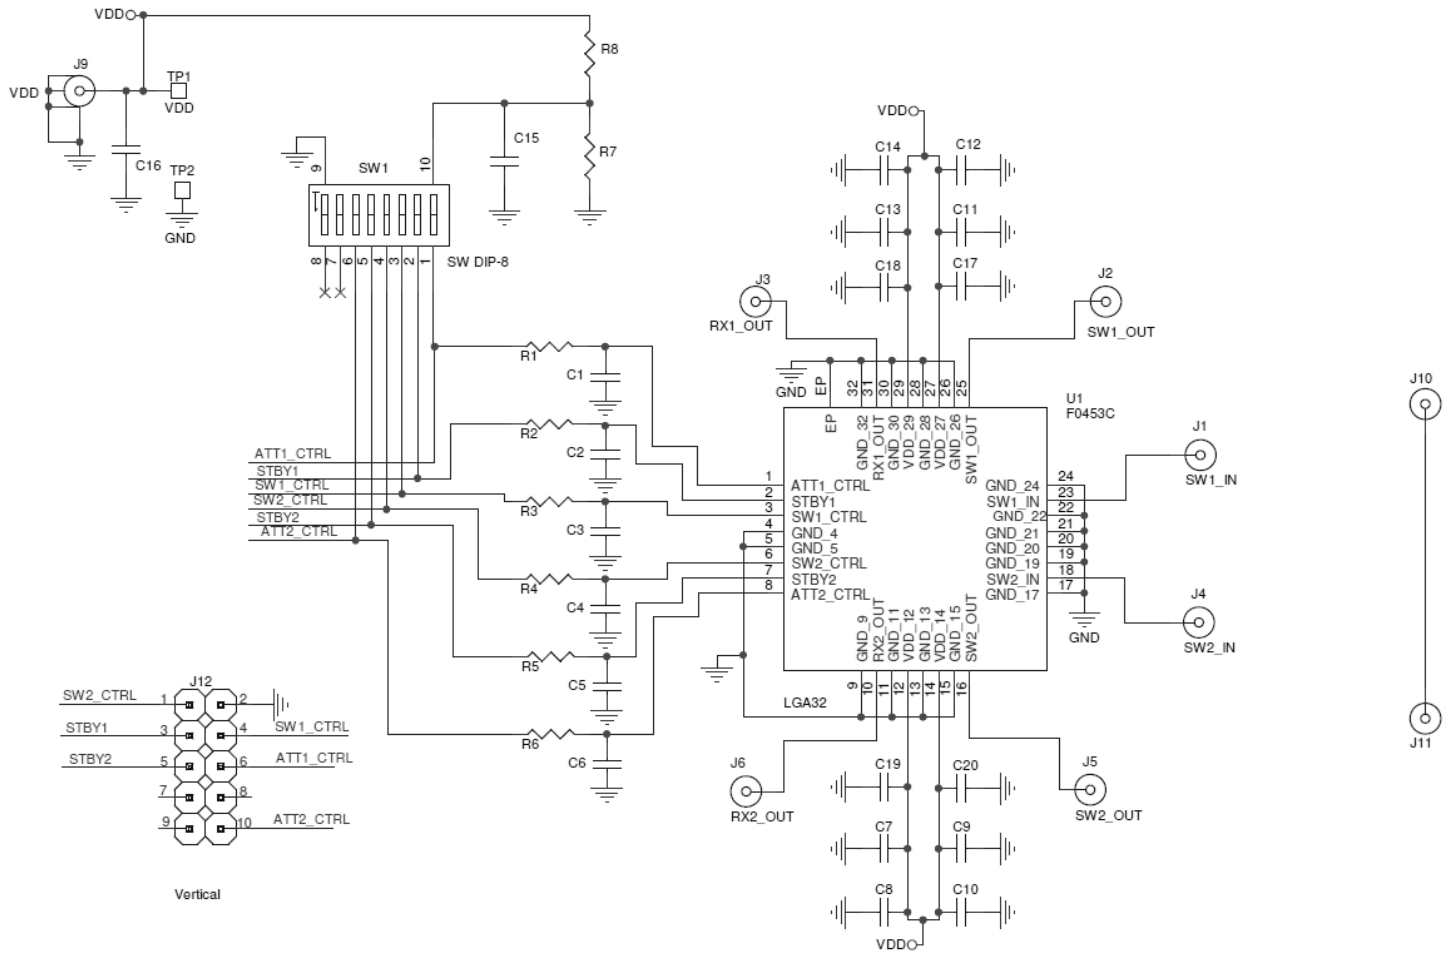 VDD
J9
VDD
TP1
VDD
C16
TP2
GND
R8
C15
R7
SW1
9
10
8
7
6
5
4
3
2
1
SW DIP-8
R1
C1
R2
C2
R3
C3
R4
C4
R5
C5
R6
C6
ATT1_CTRL
STBY1
SW1_CTRL
SW2_CTRL
STBY2
ATT2_CTRL
J12
SW2_CTRL
1
2
STBY1
3
4
SW1_CTRL
STBY2
5
6
ATT1_CTRL
7
8
9
10
ATT2_CTRL
Vertical
VDD
C14
C12
C13
C11
C18
C17
J3
RX1_OUT
J2
SW1_OUT
GND
EP
32
31
30
29
28
27
26
25
U1
F0453C
EP
GND_32
RX1_OUT
GND_30
VDD_29
GND_28
VDD_27
GND_26
SW1_OUT
1
ATT1_CTRL
2
STBY1
3
SW1_CTRL
4
GND_4
5
GND_5
6
SW2_CTRL
7
STBY2
8
ATT2_CTRL
GND_24
24
SW1_IN
23
GND_22
22
GND_21
21
GND_20
20
GND_19
19
SW2_IN
18
GND_17
17
GND
GND_9
RX2_OUT
GND_11
VDD_12
GND_13
VDD_14
GND_15
SW2_OUT
9
10
11
12
13
14
15
16
LGA32
J1
SW1_IN
J4
SW2_IN
J6
RX2_OUT
J5
SW2_OUT
C19
C20
C7
C9
C8
C10
VDD
J10
J11